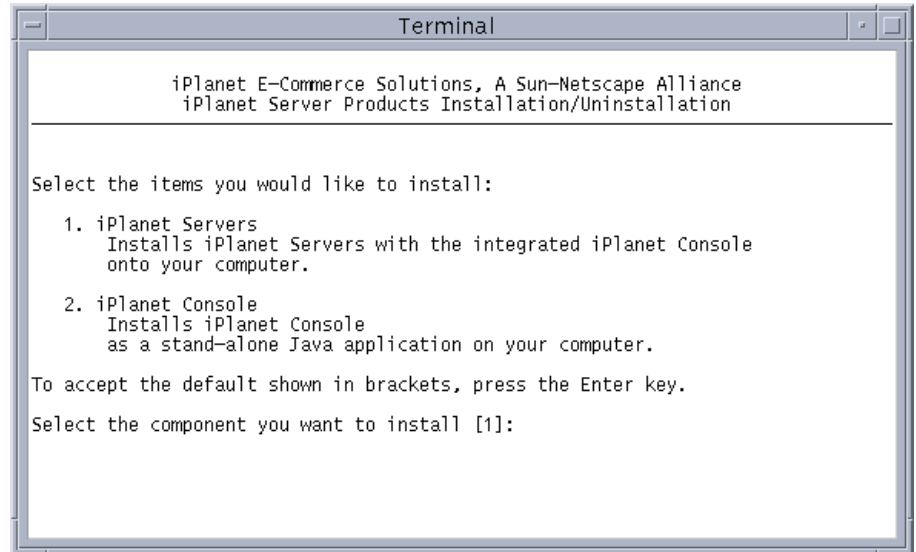 Terminal
iPlanet E-Commerce Solutions, A Sun-Netscape Alliance
iPlanet Server Products Installation/Uninstallation
Select the items you would like to install:
1. iPlanet Servers
Installs iPlanet Servers with the integrated iPlanet Console
onto your computer.
2. iPlanet Console
Installs iPlanet Console
as a stand-alone Java application on your computer.
To accept the default shown in brackets, press the Enter key.
Select the component you want to install [1]: